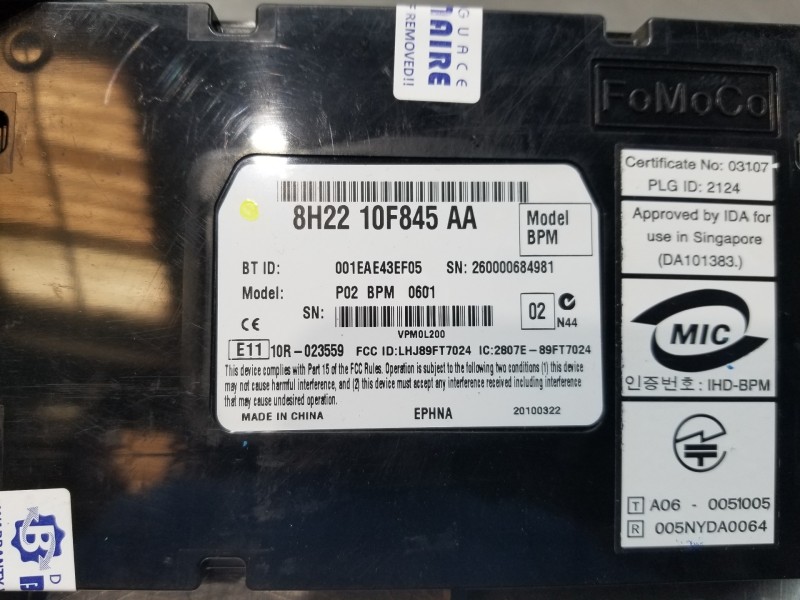 GUACE
NAIRE
F REMOVED!!
FoMoCo
8H22 10F845 AA
Model
BPM
BT ID: 001EAE43EF05 SN: 260000684981
Model: P02 BPM 0601
SN:
VPM0L200
02
N44
CE
E11 10R-023559 FCC ID:LHJ89FT7024 IC:2807E-89FT7024
This device complies with Part 15 of the FCC Rules. Operation is subject to the following two conditions (1) this device
may not cause harmful interference, and (2) this device must accept any interference received including interference
that may cause undesired operation.
MADE IN CHINA EPHNA 20100322
Certificate No: 03107
PLG ID: 2124
Approved by IDA for
use in Singapore
(DA101383.)
MIC
인증번호: IHD-BPM
T A06 - 0051005
R 005NYDA0064
B
WARRANTY